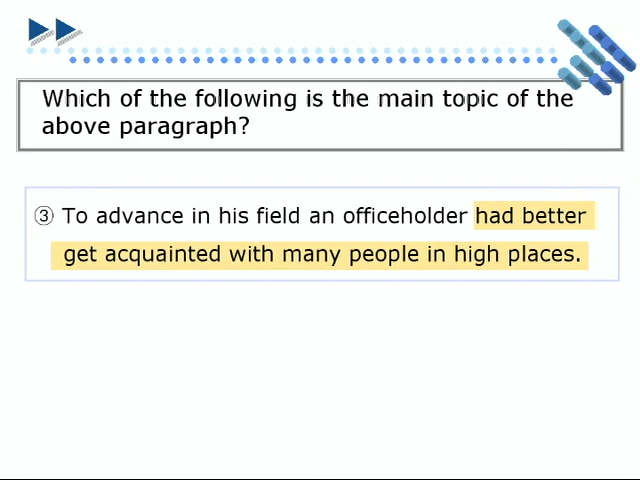 Which of the following is the main topic of the
above paragraph?
③ To advance in his field an officeholder had better
get acquainted with many people in high places.